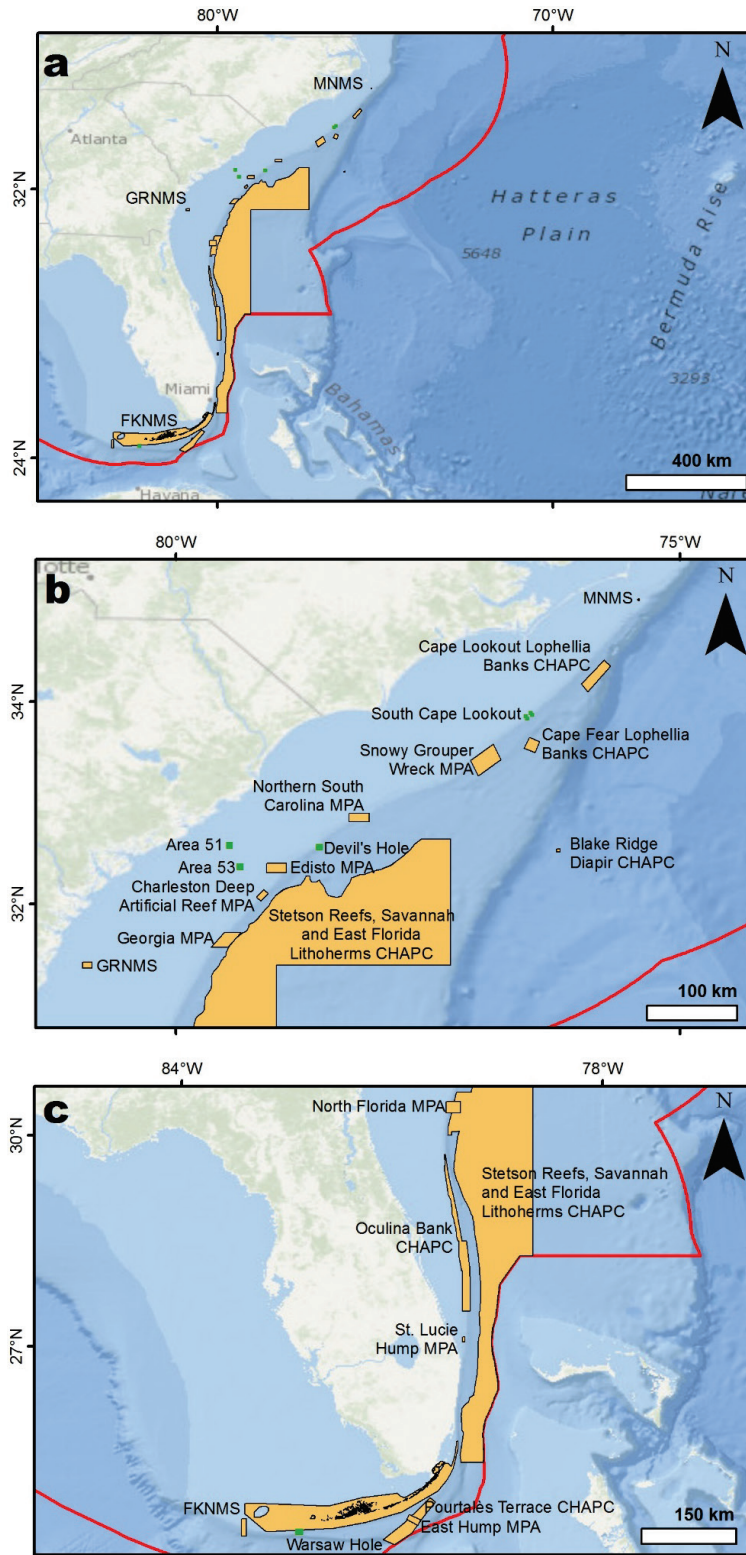 80°W
70°W
a
N
MNMS
Atlanta
32°N
GRNMS
Hatteras
Plain
5648
Bermuda Rise
3293
Miami
Bahamas
FKNMS
24°N
Havana
400 km
80°W
75°W
b
N
MNMS
Cape Lookout Lophellia
Banks CHAPC
34°N
South Cape Lookout
Cape Fear Lophellia
Banks CHAPC
Snowy Grouper
Wreck MPA
Northern South
Carolina MPA
Area 51
Devil's Hole
Area 53
Edisto MPA
Blake Ridge
Diapir CHAPC
Charleston Deep
Artificial Reef MPA
32°N
Stetson Reefs, Savannah
and East Florida
Lithoherms CHAPC
Georgia MPA
GRNMS
100 km
84°W
78°W
c
N
North Florida MPA
30°N
Stetson Reefs, Savannah
and East Florida
Lithoherms CHAPC
Oculina Bank
CHAPC
St. Lucie
Hump MPA
27°N
FKNMS
Pourtales Terrace CHAPC
East Hump MPA
Warsaw Hole
150 km